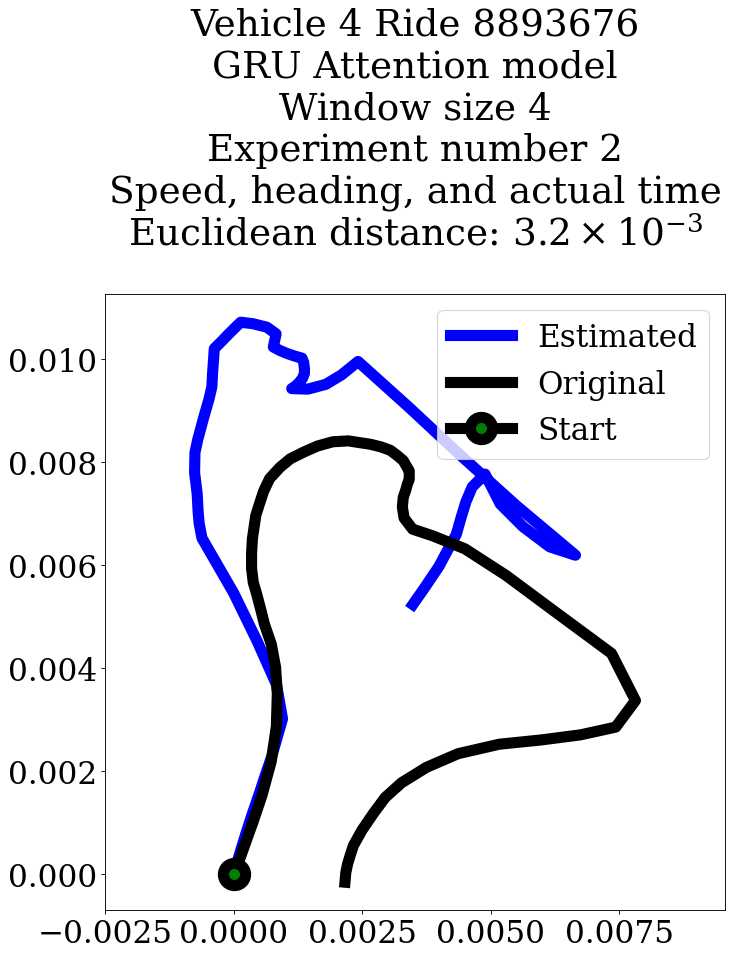 Vehicle 4 Ride 8893676
GRU Attention model
Window size 4
Experiment number 2
Speed, heading, and actual time
Euclidean distance: 3.2 × 10⁻³
Estimated
Original
Start
0.010
0.008
0.006
0.004
0.002
0.000
−0.0025 0.0000 0.0025 0.0050 0.0075